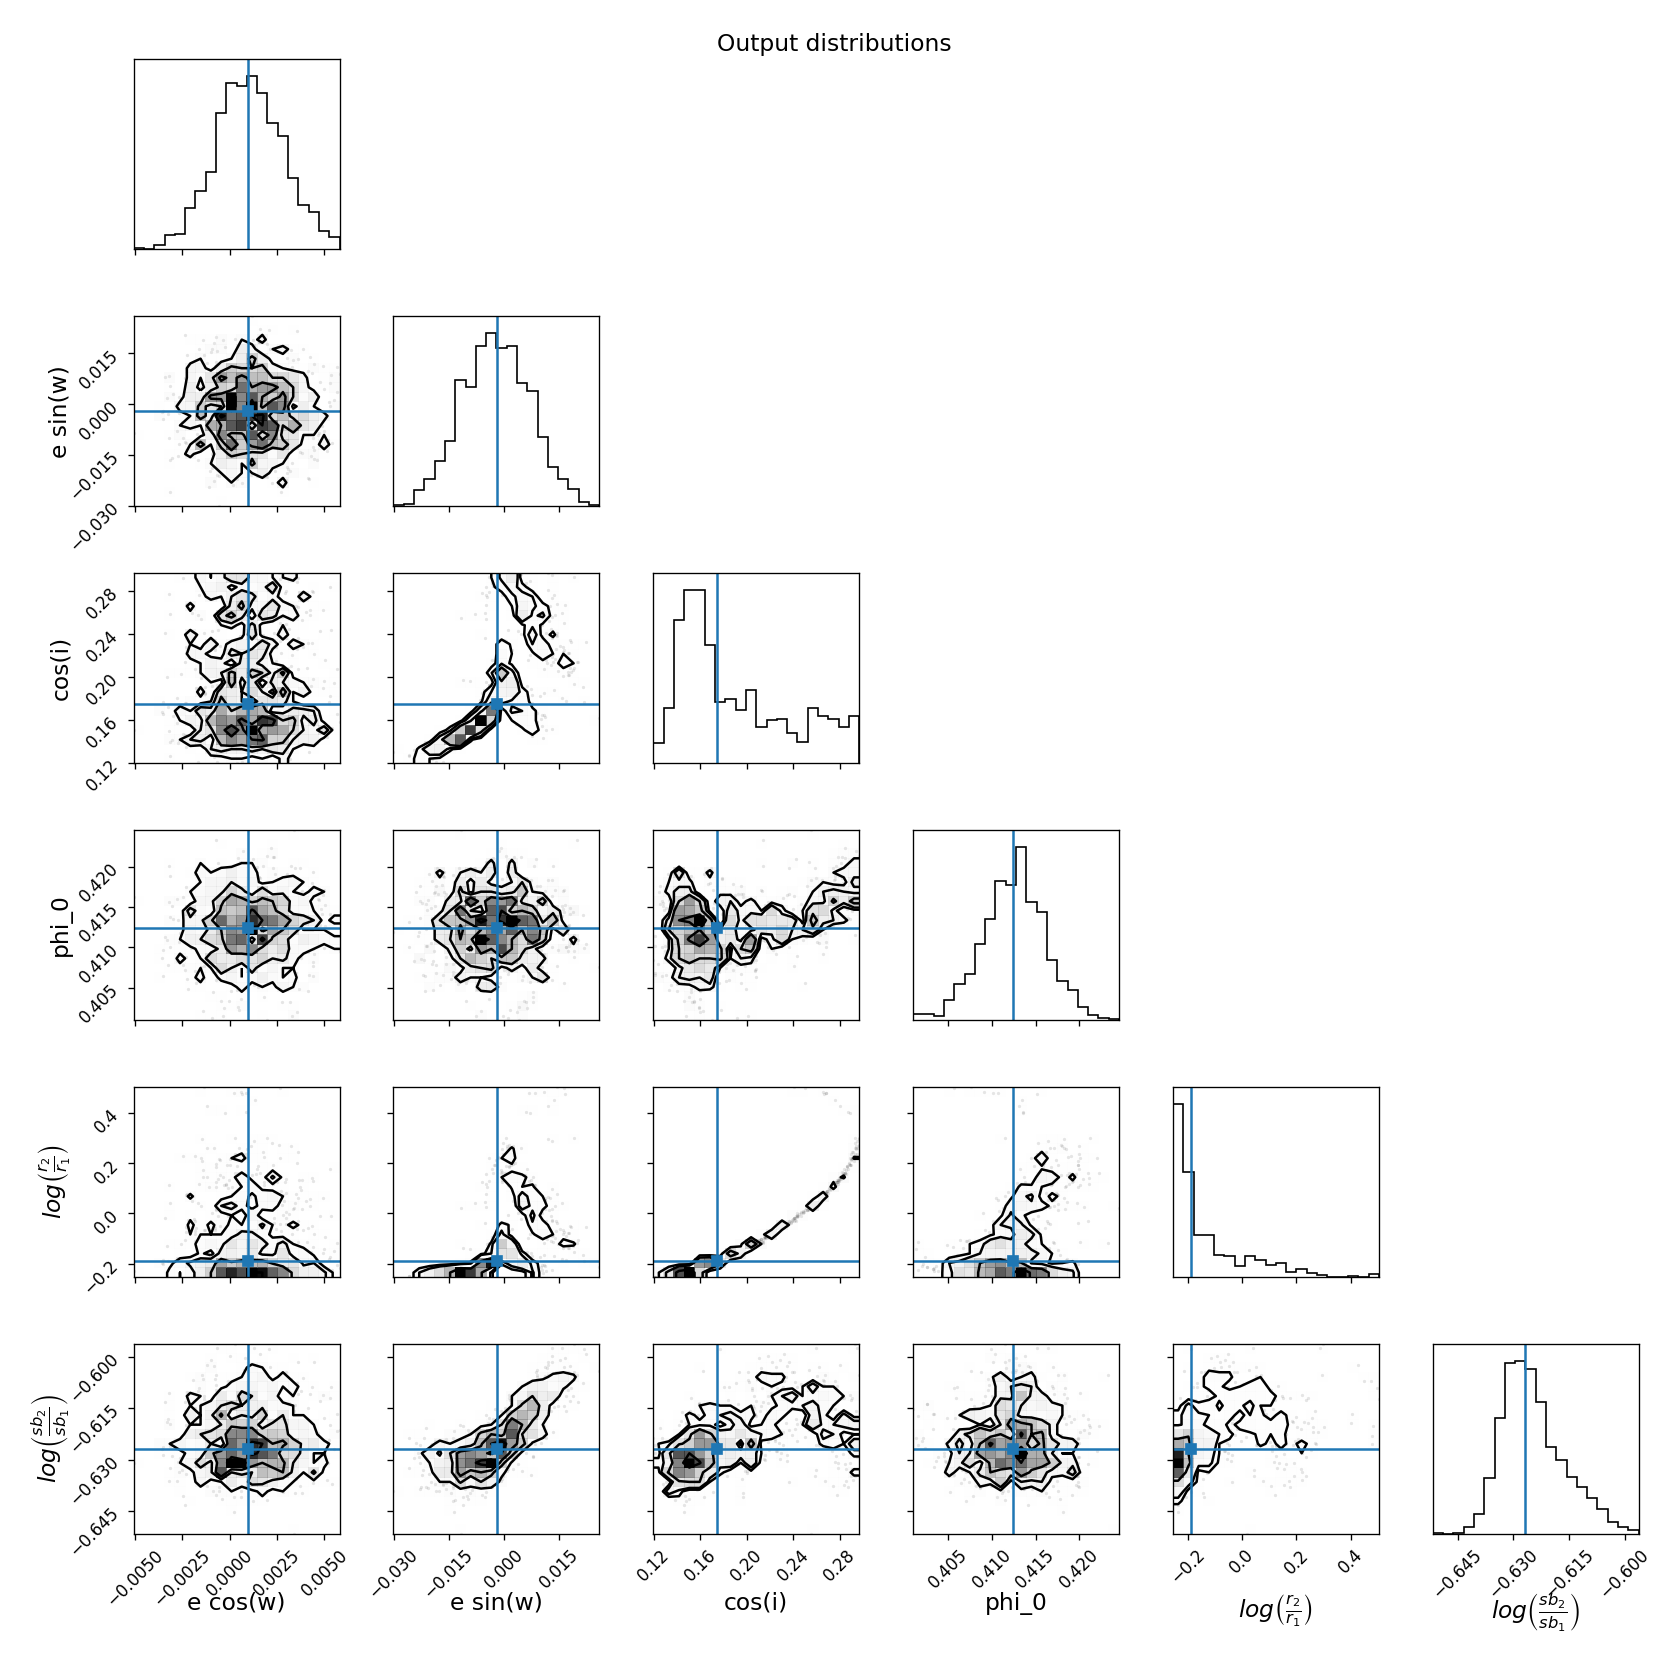 Output distributions
e sin(w)
0.015
0.000
−0.015
−0.030
cos(i)
0.28
0.24
0.20
0.16
0.12
phi_0
0.420
0.415
0.410
0.405
log(r₂/r₁)
0.4
0.2
0.0
−0.2
log(sb₂/sb₁)
−0.600
−0.615
−0.630
−0.645
−0.0050 −0.0025 0.0000 0.0025 0.0050
e cos(w)
−0.030 −0.015 0.000 0.015
e sin(w)
0.12 0.16 0.20 0.24 0.28
cos(i)
0.405 0.410 0.415 0.420
phi_0
−0.2 0.0 0.2 0.4
log(r₂/r₁)
−0.645 −0.630 −0.615 −0.600
log(sb₂/sb₁)